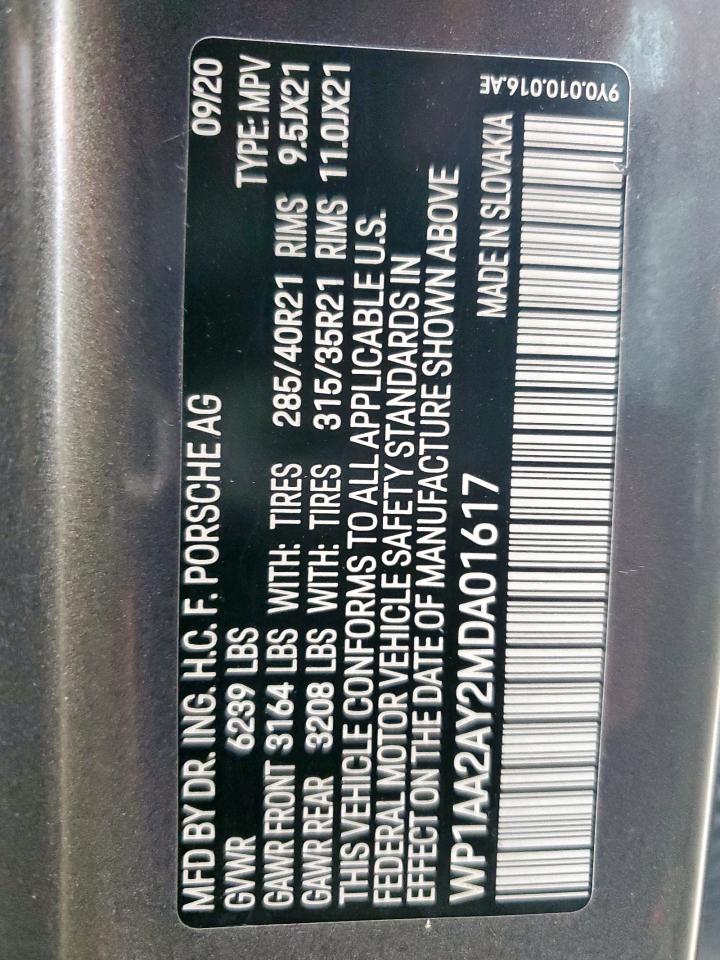 MFD BY DR. ING. H.C. F. PORSCHE AG 09/20
GVWR 6239 LBS TYPE: MPV
GAWR FRONT 3164 LBS WITH: TIRES 285/40R21 RIMS 9.5JX21
GAWR REAR 3208 LBS WITH: TIRES 315/35R21 RIMS 11.0JX21
THIS VEHICLE CONFORMS TO ALL APPLICABLE U.S.
FEDERAL MOTOR VEHICLE SAFETY STANDARDS IN
EFFECT ON THE DATE OF MANUFACTURE SHOWN ABOVE
WP1AA2AY2MDA01617 MADE IN SLOVAKIA
9Y0.010.016.AE